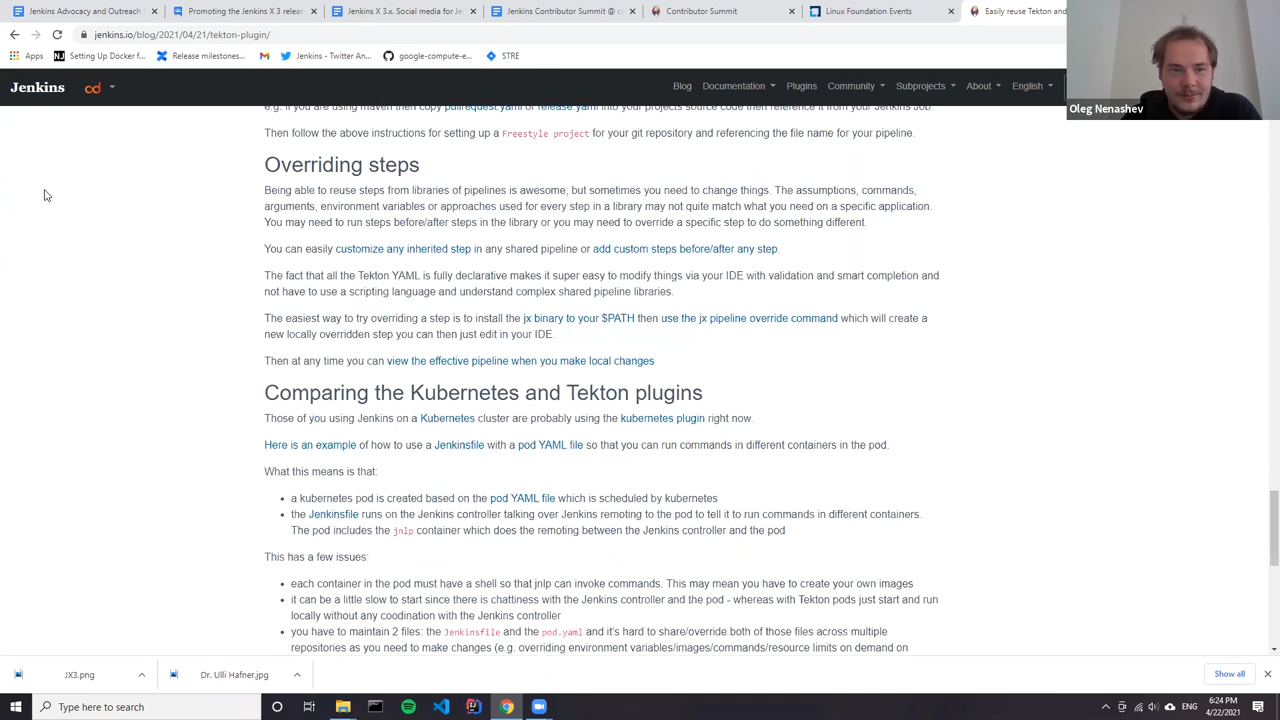 Jenkins Advocacy and Outreach M
Promoting the Jenkins X 3 releas
Jenkins X 3.x. Social media for Je
Jenkins Contributor Summit @ c
Contributor Summit
Linux Foundation Events
Easily reuse Tekton and
jenkins.io/blog/2021/04/21/tekton-plugin/
Apps
Setting Up Docker f...
Release milestones...
Jenkins - Twitter An...
google-compute-e...
STRE
Jenkins
Blog Documentation Plugins Community Subprojects About English
Oleg Nenashev
e.g. if you are using maven then copy pullrequest.yaml or release.yaml into your projects source code then reference it from your Jenkins Job.
Then follow the above instructions for setting up a Freestyle project for your git repository and referencing the file name for your pipeline.
Overriding steps
Being able to reuse steps from libraries of pipelines is awesome; but sometimes you need to change things. The assumptions, commands,
arguments, environment variables or approaches used for every step in a library may not quite match what you need on a specific application.
You may need to run steps before/after steps in the library or you may need to override a specific step to do something different.
You can easily customize any inherited step in any shared pipeline or add custom steps before/after any step.
The fact that all the Tekton YAML is fully declarative makes it super easy to modify things via your IDE with validation and smart completion and
not have to use a scripting language and understand complex shared pipeline libraries.
The easiest way to try overriding a step is to install the jx binary to your $PATH then use the jx pipeline override command which will create a
new locally overridden step you can then just edit in your IDE.
Then at any time you can view the effective pipeline when you make local changes
Comparing the Kubernetes and Tekton plugins
Those of you using Jenkins on a Kubernetes cluster are probably using the kubernetes plugin right now.
Here is an example of how to use a Jenkinsfile with a pod YAML file so that you can run commands in different containers in the pod.
What this means is that:
• a kubernetes pod is created based on the pod YAML file which is scheduled by kubernetes
• the Jenkinsfile runs on the Jenkins controller talking over Jenkins remoting to the pod to tell it to run commands in different containers.
The pod includes the jnlp container which does the remoting between the Jenkins controller and the pod
This has a few issues:
• each container in the pod must have a shell so that jnlp can invoke commands. This may mean you have to create your own images
• it can be a little slow to start since there is chattiness with the Jenkins controller and the pod - whereas with Tekton pods just start and run
locally without any coodination with the Jenkins controller
• you have to maintain 2 files: the Jenkinsfile and the pod.yaml and it's hard to share/override both of those files across multiple
repositories as you need to make changes (e.g. overriding environment variables/images/commands/resource limits on demand on
JX3.png
Dr. Ulli Hafner.jpg
Show all
Type here to search
ENG
6:24 PM
4/22/2021